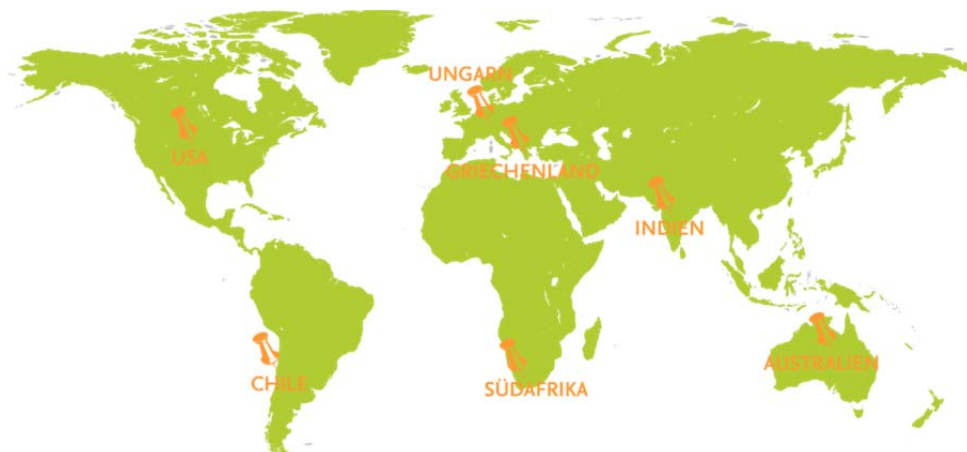 UNGARN
USA
GRIECHENLAND
INDIEN
AUSTRALIEN
CHILE
SÜDAFRIKA